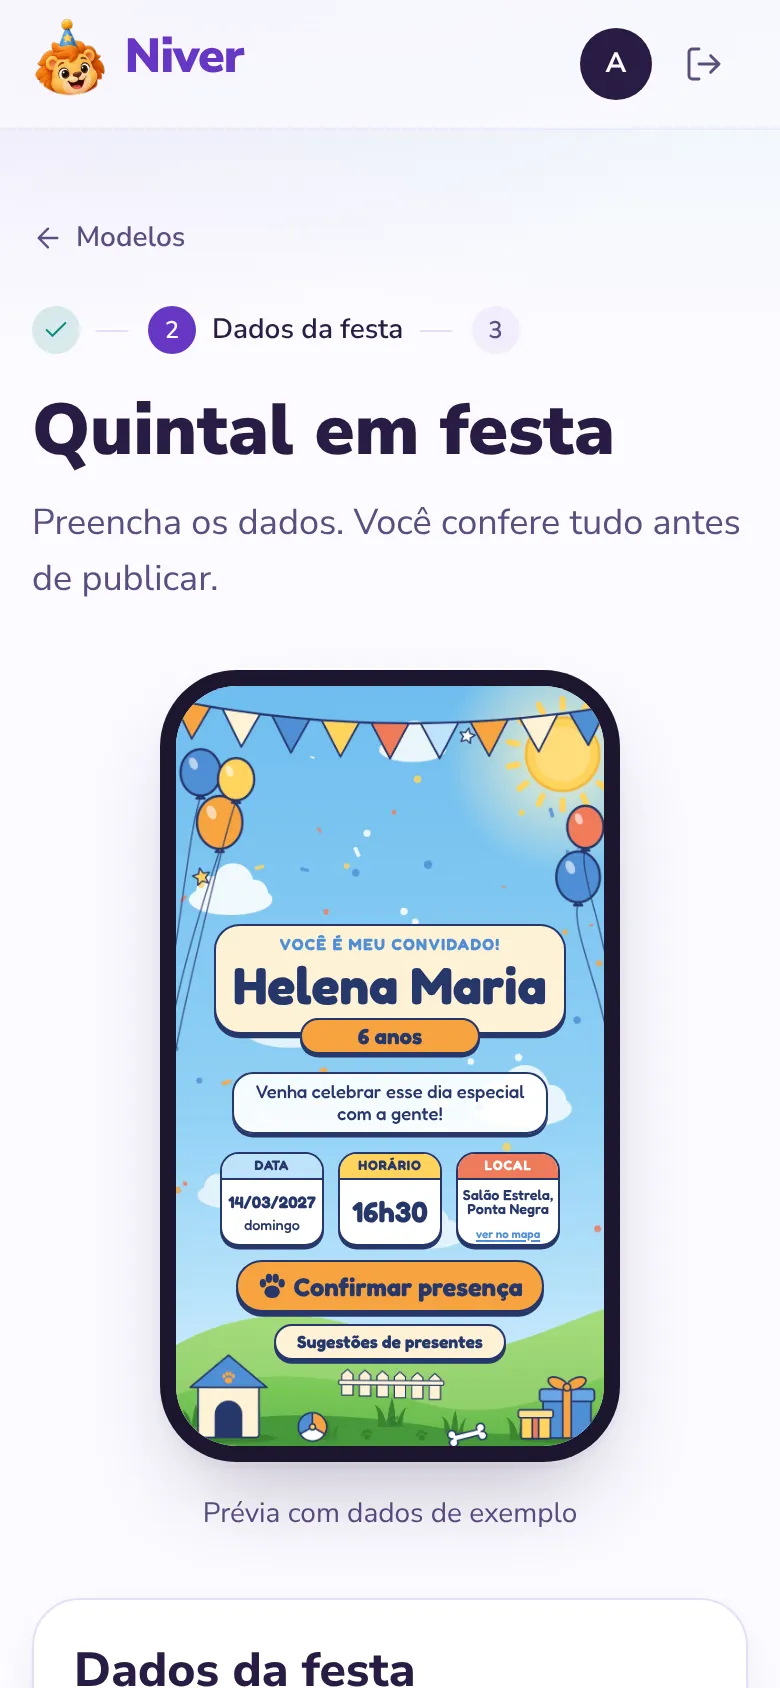 Niver
A
Modelos
2
Dados da festa
3
Quintal em festa
Preencha os dados. Você confere tudo antes
de publicar.
VOCÊ É MEU CONVIDADO!
Helena Maria
6 anos
Venha celebrar esse dia especial
com a gente!
DATA
14/03/2027
domingo
HORÁRIO
16h30
LOCAL
Salão Estrela,
Ponta Negra
ver no mapa
Confirmar presença
Sugestões de presentes
Prévia com dados de exemplo
Dados da festa